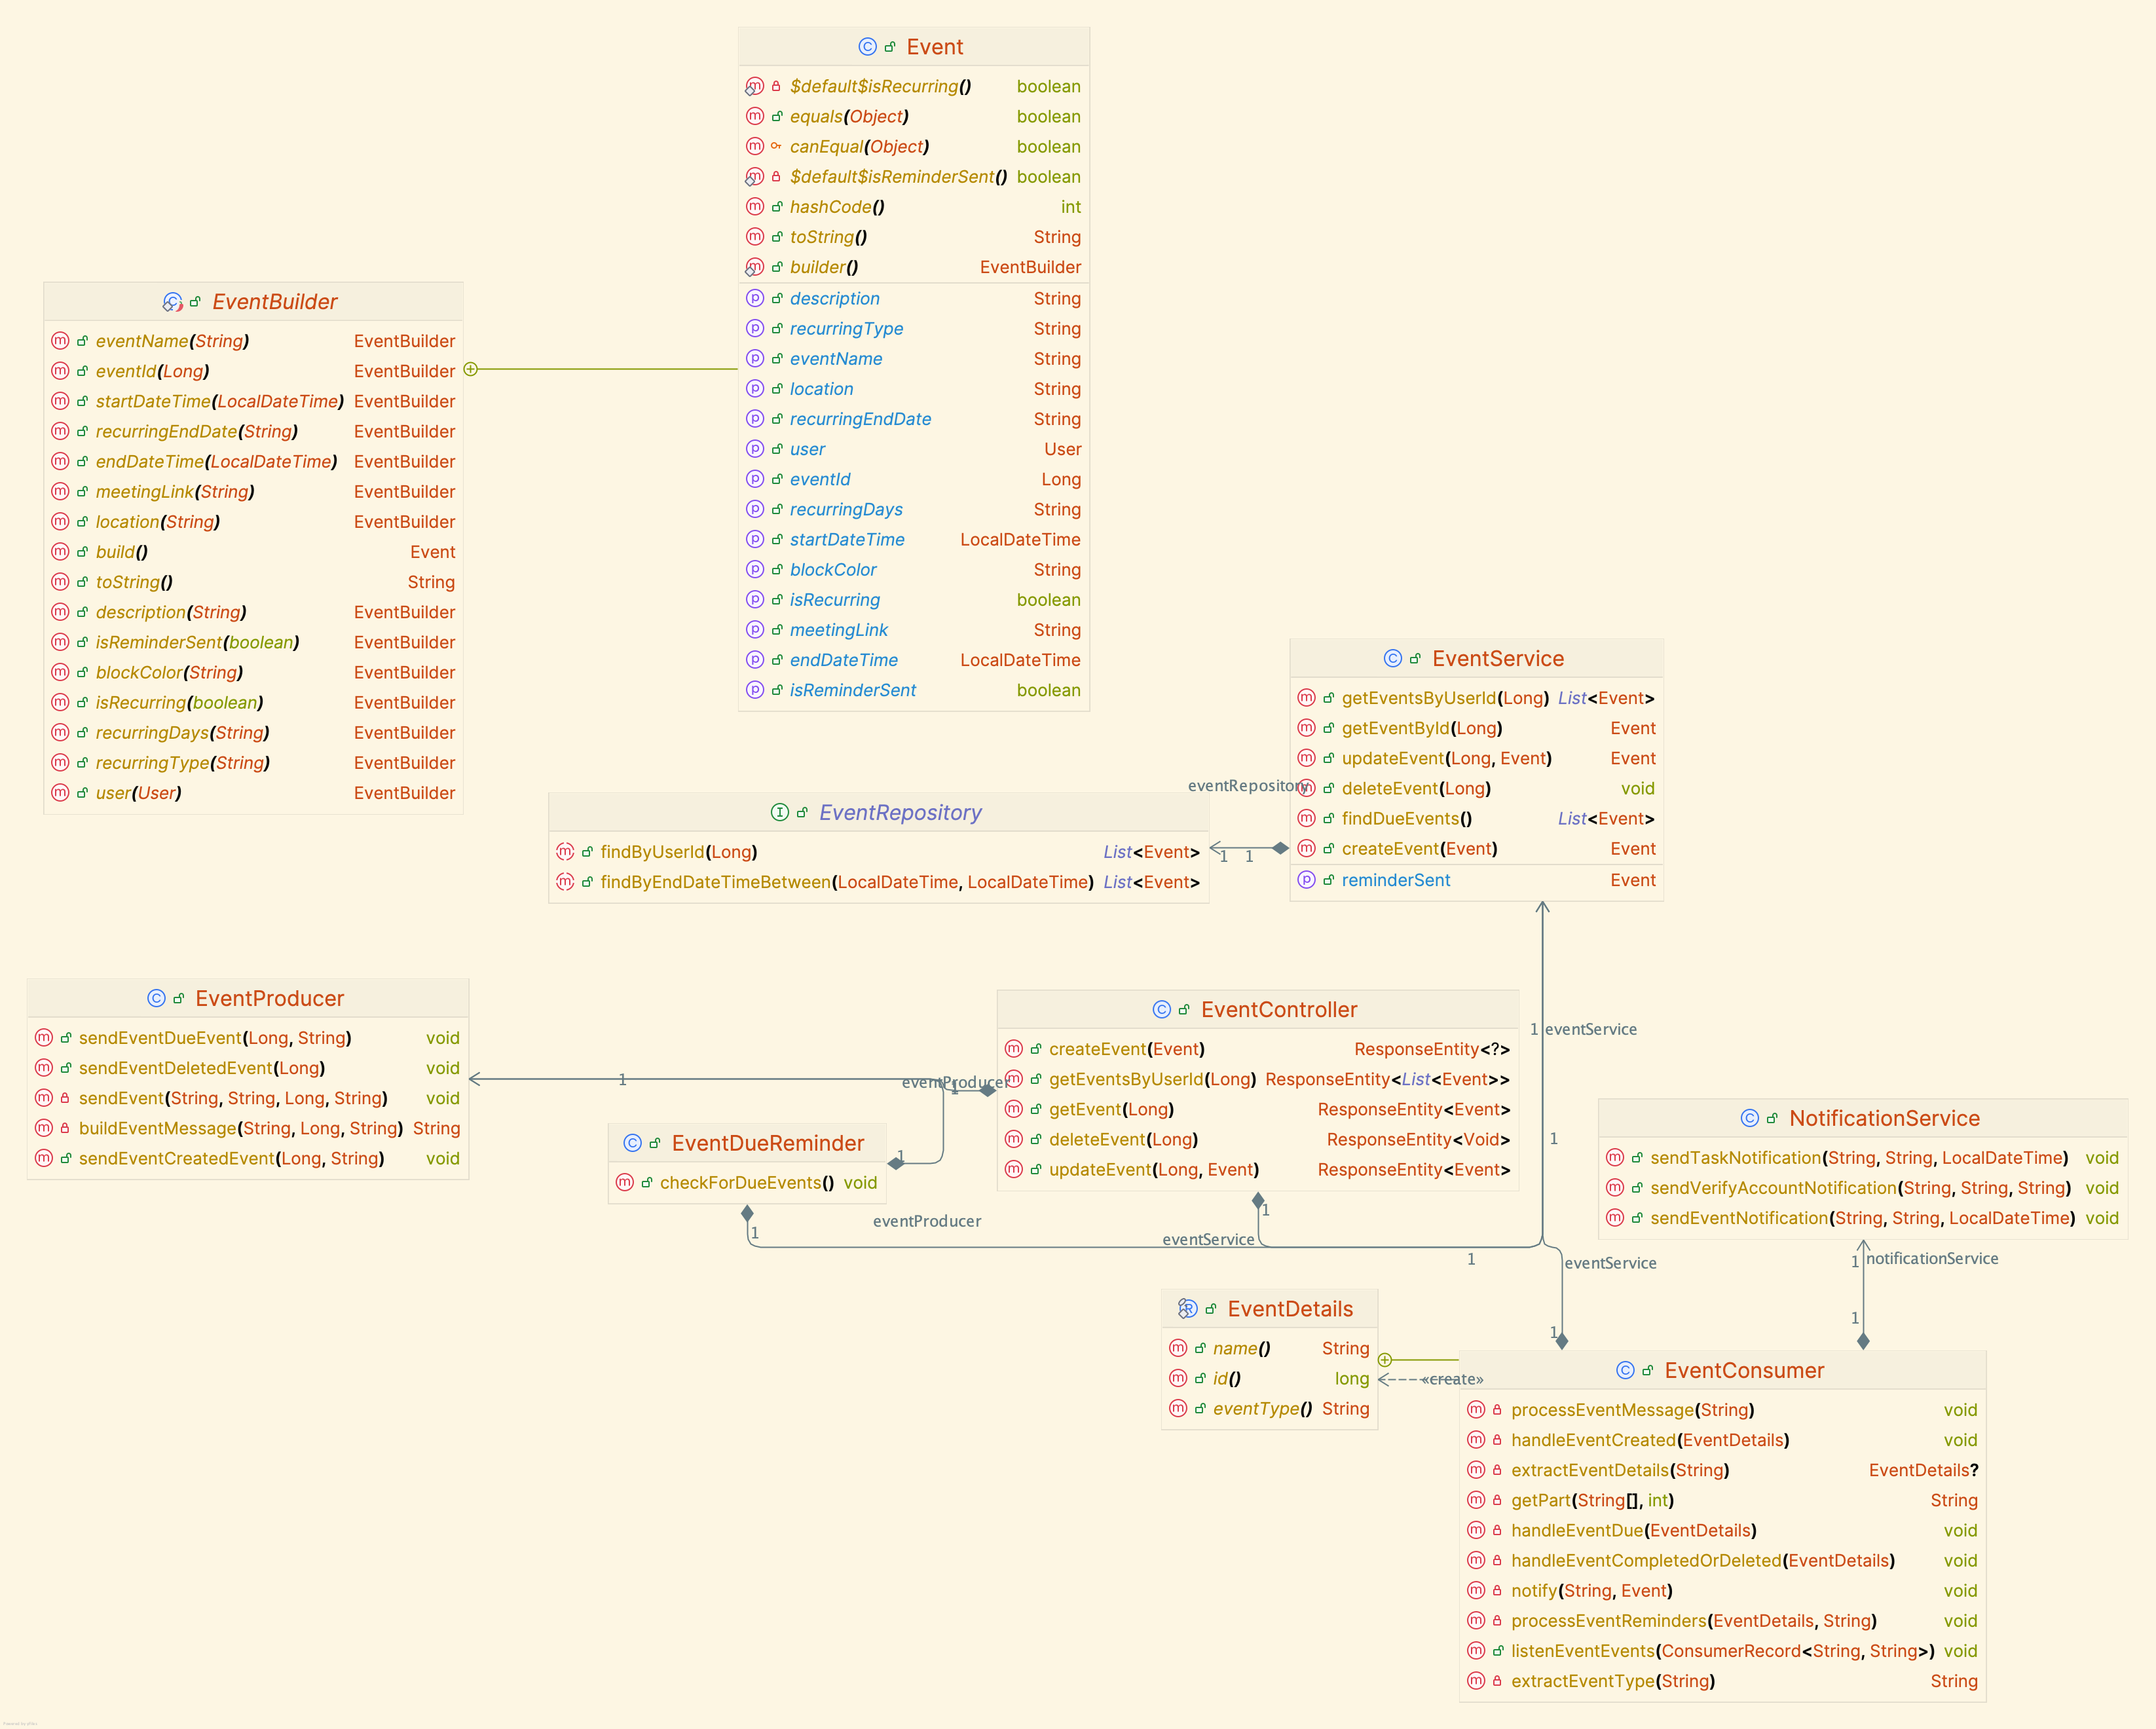 Event
$default$isRecurring() boolean
equals(Object) boolean
canEqual(Object) boolean
$default$isReminderSent() boolean
hashCode() int
toString() String
builder() EventBuilder
description String
recurringType String
eventName String
location String
recurringEndDate String
user User
eventId Long
recurringDays String
startDateTime LocalDateTime
blockColor String
isRecurring boolean
meetingLink String
endDateTime LocalDateTime
isReminderSent boolean
EventBuilder
eventName(String) EventBuilder
eventId(Long) EventBuilder
startDateTime(LocalDateTime) EventBuilder
recurringEndDate(String) EventBuilder
endDateTime(LocalDateTime) EventBuilder
meetingLink(String) EventBuilder
location(String) EventBuilder
build() Event
toString() String
description(String) EventBuilder
isReminderSent(boolean) EventBuilder
blockColor(String) EventBuilder
isRecurring(boolean) EventBuilder
recurringDays(String) EventBuilder
recurringType(String) EventBuilder
user(User) EventBuilder
EventService
getEventsByUserId(Long) List<Event>
getEventById(Long) Event
updateEvent(Long, Event) Event
deleteEvent(Long) void
findDueEvents() List<Event>
createEvent(Event) Event
reminderSent Event
eventRepository
1 1
EventRepository
findByUserId(Long) List<Event>
findByEndDateTimeBetween(LocalDateTime, LocalDateTime) List<Event>
EventProducer
sendEventDueEvent(Long, String) void
sendEventDeletedEvent(Long) void
sendEvent(String, String, Long, String) void
buildEventMessage(String, Long, String) String
sendEventCreatedEvent(Long, String) void
1
eventProducer
1
EventController
createEvent(Event) ResponseEntity<?>
getEventsByUserId(Long) ResponseEntity<List<Event>>
getEvent(Long) ResponseEntity<Event>
deleteEvent(Long) ResponseEntity<Void>
updateEvent(Long, Event) ResponseEntity<Event>
1 eventService
1
EventDueReminder
checkForDueEvents() void
1
1
eventProducer
1
eventService
1
eventService
1
NotificationService
sendTaskNotification(String, String, LocalDateTime) void
sendVerifyAccountNotification(String, String, String) void
sendEventNotification(String, String, LocalDateTime) void
1 notificationService
1
EventDetails
name() String
id() long
eventType() String
«create»
EventConsumer
processEventMessage(String) void
handleEventCreated(EventDetails) void
extractEventDetails(String) EventDetails?
getPart(String[], int) String
handleEventDue(EventDetails) void
handleEventCompletedOrDeleted(EventDetails) void
notify(String, Event) void
processEventReminders(EventDetails, String) void
listenEventEvents(ConsumerRecord<String, String>) void
extractEventType(String) String
Powered by yFiles